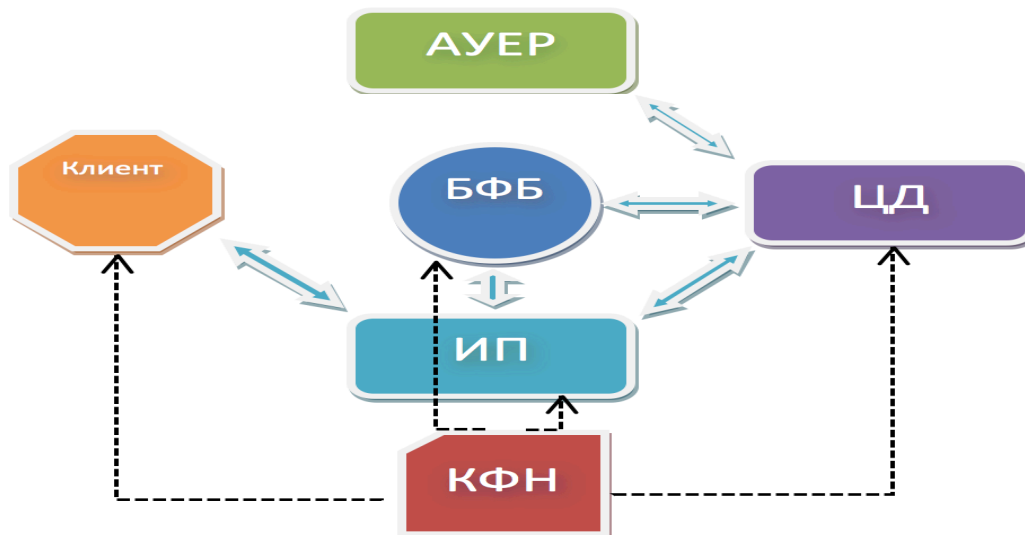 АУЕР
Клиент
БФБ
ЦД
ИП
КФН